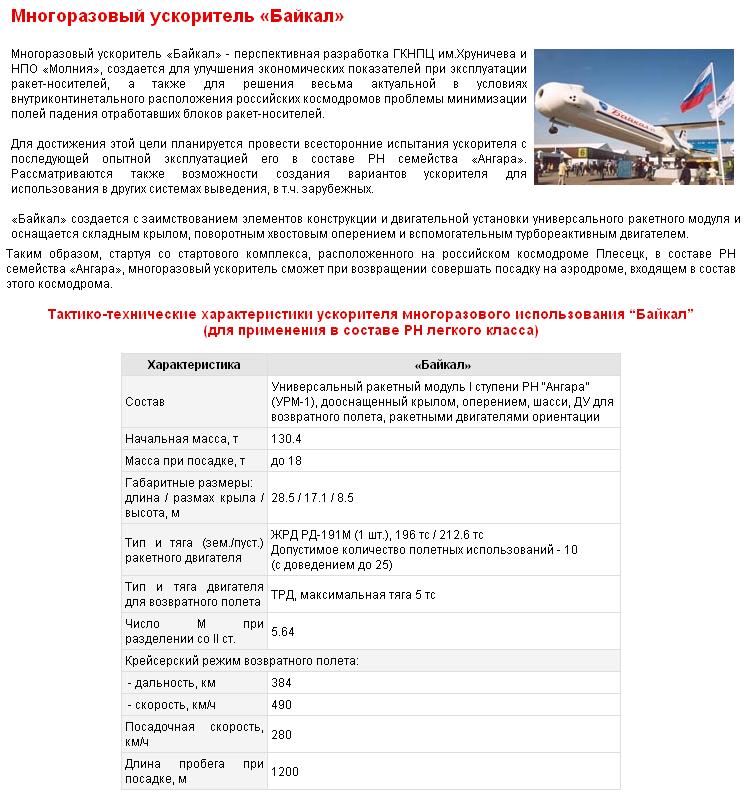 Многоразовый ускоритель «Байкал»
Многоразовый ускоритель «Байкал» - перспективная разработка ГКНПЦ им.Хруничева и
НПО «Молния», создается для улучшения экономических показателей при эксплуатации
ракет-носителей, а также для решения весьма актуальной в условиях
внутриконтинетального расположения российских космодромов проблемы минимизации
полей падения отработавших блоков ракет-носителей.
Байкал
Для достижения этой цели планируется провести всесторонние испытания ускорителя с
последующей опытной эксплуатацией его в составе РН семейства «Ангара».
Рассматриваются также возможности создания вариантов ускорителя для
использования в других системах выведения, в т.ч. зарубежных.
«Байкал» создается с заимствованием элементов конструкции и двигательной установки универсального ракетного модуля и
оснащается складным крылом, поворотным хвостовым оперением и вспомогательным турбореактивным двигателем.
Таким образом, стартуя со стартового комплекса, расположенного на российском космодроме Плесецк, в составе РН
семейства «Ангара», многоразовый ускоритель сможет при возвращении совершать посадку на аэродроме, входящем в состав
этого космодрома.
Тактико-технические характеристики ускорителя многоразового использования “Байкал”
(для применения в составе РН легкого класса)
Характеристика «Байкал»
Состав
Универсальный ракетный модуль I ступени РН "Ангара"
(УРМ-1), дооснащенный крылом, оперением, шасси, ДУ для
возвратного полета, ракетными двигателями ориентации
Начальная масса, т 130.4
Масса при посадке, т до 18
Габаритные размеры:
длина / размах крыла /
высота, м
28.5 / 17.1 / 8.5
Тип и тяга (зем./пуст.)
ракетного двигателя
ЖРД РД-191М (1 шт.), 196 тс / 212.6 тс
Допустимое количество полетных использований - 10
(с доведением до 25)
Тип и тяга двигателя
для возвратного полета
ТРД, максимальная тяга 5 тс
Число М при
разделении со II ст.
5.64
Крейсерский режим возвратного полета:
- дальность, км 384
- скорость, км/ч 490
Посадочная скорость,
км/ч
280
Длина пробега при
посадке, м
1200